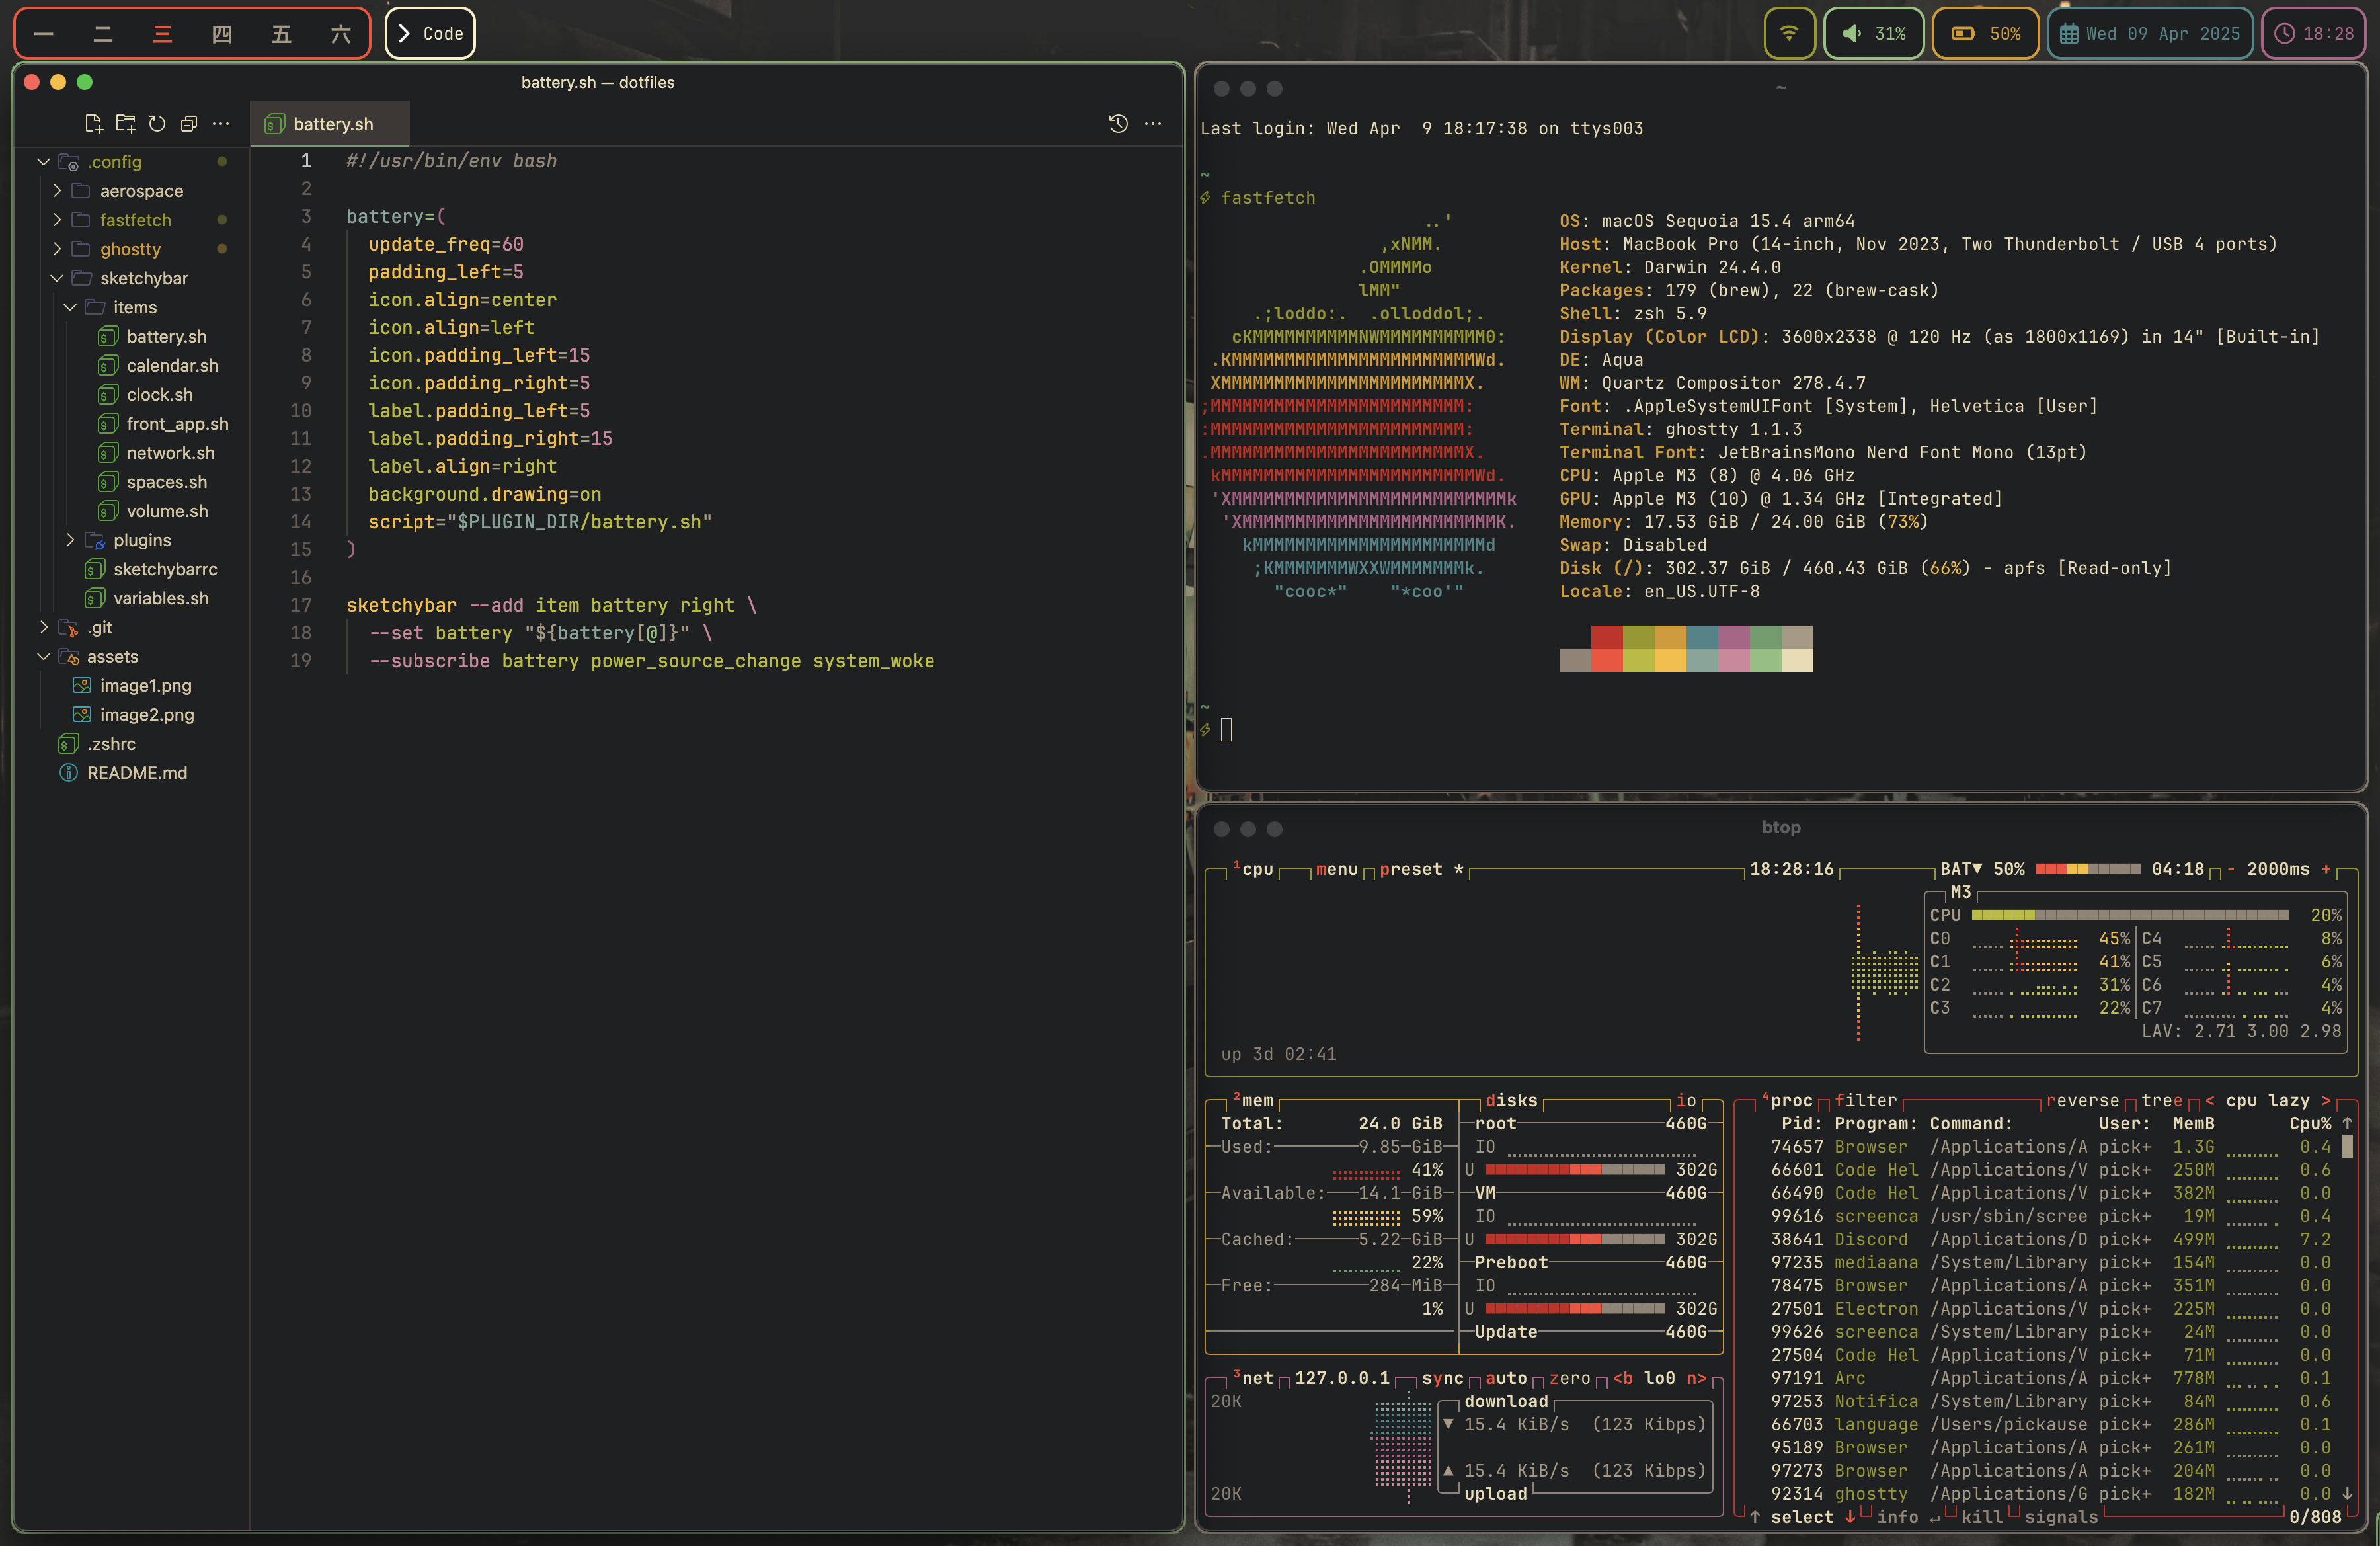 一 二 三 四 五 六 Code 31% 50% Wed 09 Apr 2025 18:28
battery.sh — dotfiles
battery.sh
.config
aerospace
fastfetch
ghostty
sketchybar
items
battery.sh
calendar.sh
clock.sh
front_app.sh
network.sh
spaces.sh
volume.sh
plugins
sketchybarrc
variables.sh
.git
assets
image1.png
image2.png
.zshrc
README.md
1 #!/usr/bin/env bash
2
3 battery=(
4 update_freq=60
5 padding_left=5
6 icon.align=center
7 icon.align=left
8 icon.padding_left=15
9 icon.padding_right=5
10 label.padding_left=5
11 label.padding_right=15
12 label.align=right
13 background.drawing=on
14 script="$PLUGIN_DIR/battery.sh"
15 )
16
17 sketchybar --add item battery right \
18 --set battery "${battery[@]}" \
19 --subscribe battery power_source_change system_woke
~
Last login: Wed Apr  9 18:17:38 on ttys003
~
fastfetch
..' OS: macOS Sequoia 15.4 arm64
,xNMM. Host: MacBook Pro (14-inch, Nov 2023, Two Thunderbolt / USB 4 ports)
.OMMMMo Kernel: Darwin 24.4.0
lMM" Packages: 179 (brew), 22 (brew-cask)
.;loddo:. .olloddol;. Shell: zsh 5.9
cKMMMMMMMMMMNWMMMMMMMMMM0: Display (Color LCD): 3600x2338 @ 120 Hz (as 1800x1169) in 14" [Built-in]
.KMMMMMMMMMMMMMMMMMMMMMMMWd. DE: Aqua
XMMMMMMMMMMMMMMMMMMMMMMMX. WM: Quartz Compositor 278.4.7
;MMMMMMMMMMMMMMMMMMMMMMMM: Font: .AppleSystemUIFont [System], Helvetica [User]
:MMMMMMMMMMMMMMMMMMMMMMMM: Terminal: ghostty 1.1.3
.MMMMMMMMMMMMMMMMMMMMMMMMX. Terminal Font: JetBrainsMono Nerd Font Mono (13pt)
kMMMMMMMMMMMMMMMMMMMMMMMMWd. CPU: Apple M3 (8) @ 4.06 GHz
'XMMMMMMMMMMMMMMMMMMMMMMMMMMk GPU: Apple M3 (10) @ 1.34 GHz [Integrated]
'XMMMMMMMMMMMMMMMMMMMMMMMMK. Memory: 17.53 GiB / 24.00 GiB (73%)
kMMMMMMMMMMMMMMMMMMMMMMd Swap: Disabled
;KMMMMMMMWXXWMMMMMMMk. Disk (/): 302.37 GiB / 460.43 GiB (66%) - apfs [Read-only]
"cooc*" "*coo'" Locale: en_US.UTF-8
~
btop
1cpu menu preset * 18:28:16 BAT▼ 50% 04:18 - 2000ms +
M3
CPU 20%
C0 45% C4 8%
C1 41% C5 6%
C2 31% C6 4%
C3 22% C7 4%
LAV: 2.71 3.00 2.98
up 3d 02:41
2mem
Total: 24.0 GiB
Used: 9.85 GiB
41%
Available: 14.1 GiB
59%
Cached: 5.22 GiB
22%
Free: 284 MiB
1%
disks io
root 460G
IO
U 302G
VM 460G
IO
U 302G
Preboot 460G
IO
U 302G
Update 460G
3net 127.0.0.1 sync auto zero <b lo0 n>
20K
download
▼ 15.4 KiB/s (123 Kibps)
▲ 15.4 KiB/s (123 Kibps)
20K
upload
4proc filter reverse tree < cpu lazy >
Pid: Program: Command: User: MemB Cpu% ↑
74657 Browser /Applications/A pick+ 1.3G 0.4
66601 Code Hel /Applications/V pick+ 250M 0.6
66490 Code Hel /Applications/V pick+ 382M 0.0
99616 screenca /usr/sbin/scree pick+ 19M 0.4
38641 Discord /Applications/D pick+ 499M 7.2
97235 mediaana /System/Library pick+ 154M 0.0
78475 Browser /Applications/A pick+ 351M 0.0
27501 Electron /Applications/V pick+ 225M 0.0
99626 screenca /System/Library pick+ 24M 0.0
27504 Code Hel /Applications/V pick+ 71M 0.0
97191 Arc /Applications/A pick+ 778M 0.1
97253 Notifica /System/Library pick+ 84M 0.6
66703 language /Users/pickause pick+ 286M 0.1
95189 Browser /Applications/A pick+ 261M 0.0
97273 Browser /Applications/A pick+ 204M 0.0
92314 ghostty /Applications/G pick+ 182M 0.0 ↓
↑ select ↓ info ↵ kill signals 0/808